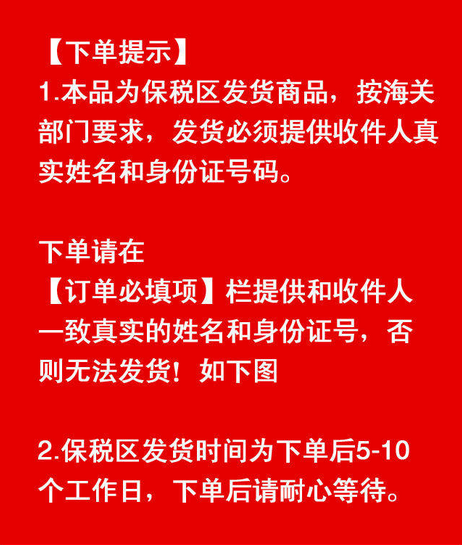 【下单提示】
1.本品为保税区发货商品，按海关
部门要求，发货必须提供收件人真
实姓名和身份证号码。
下单请在
【订单必填项】栏提供和收件人
一致真实的姓名和身份证号，否
则无法发货！如下图
2.保税区发货时间为下单后5-10
个工作日，下单后请耐心等待。